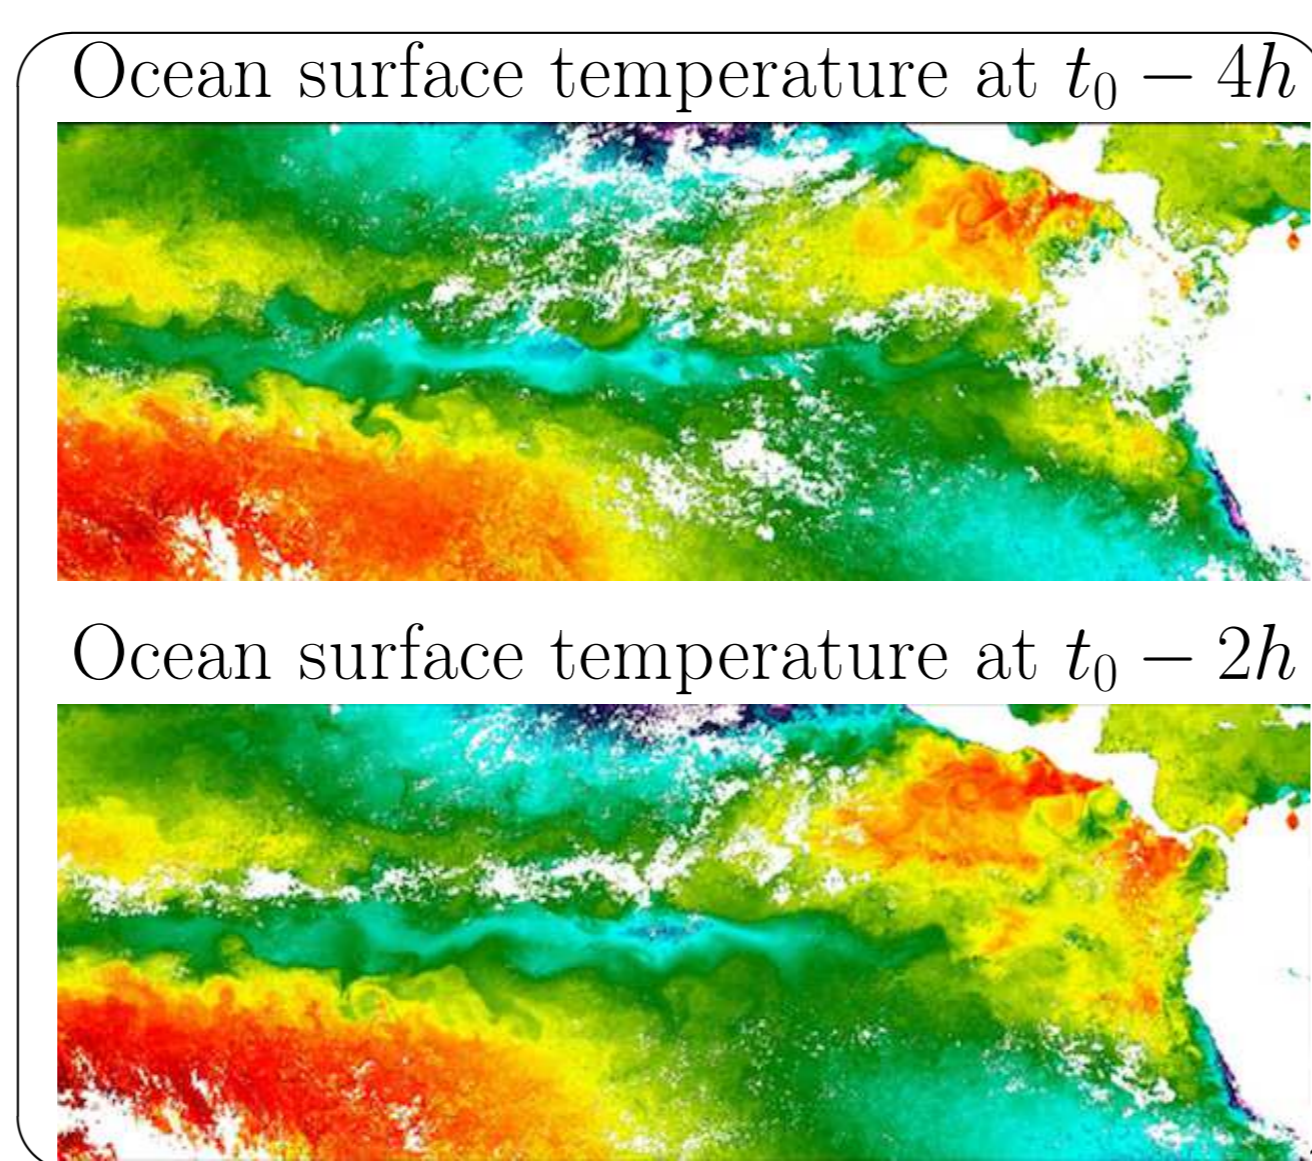 Ocean surface temperature at t₀ − 4h
Ocean surface temperature at t₀ − 2h